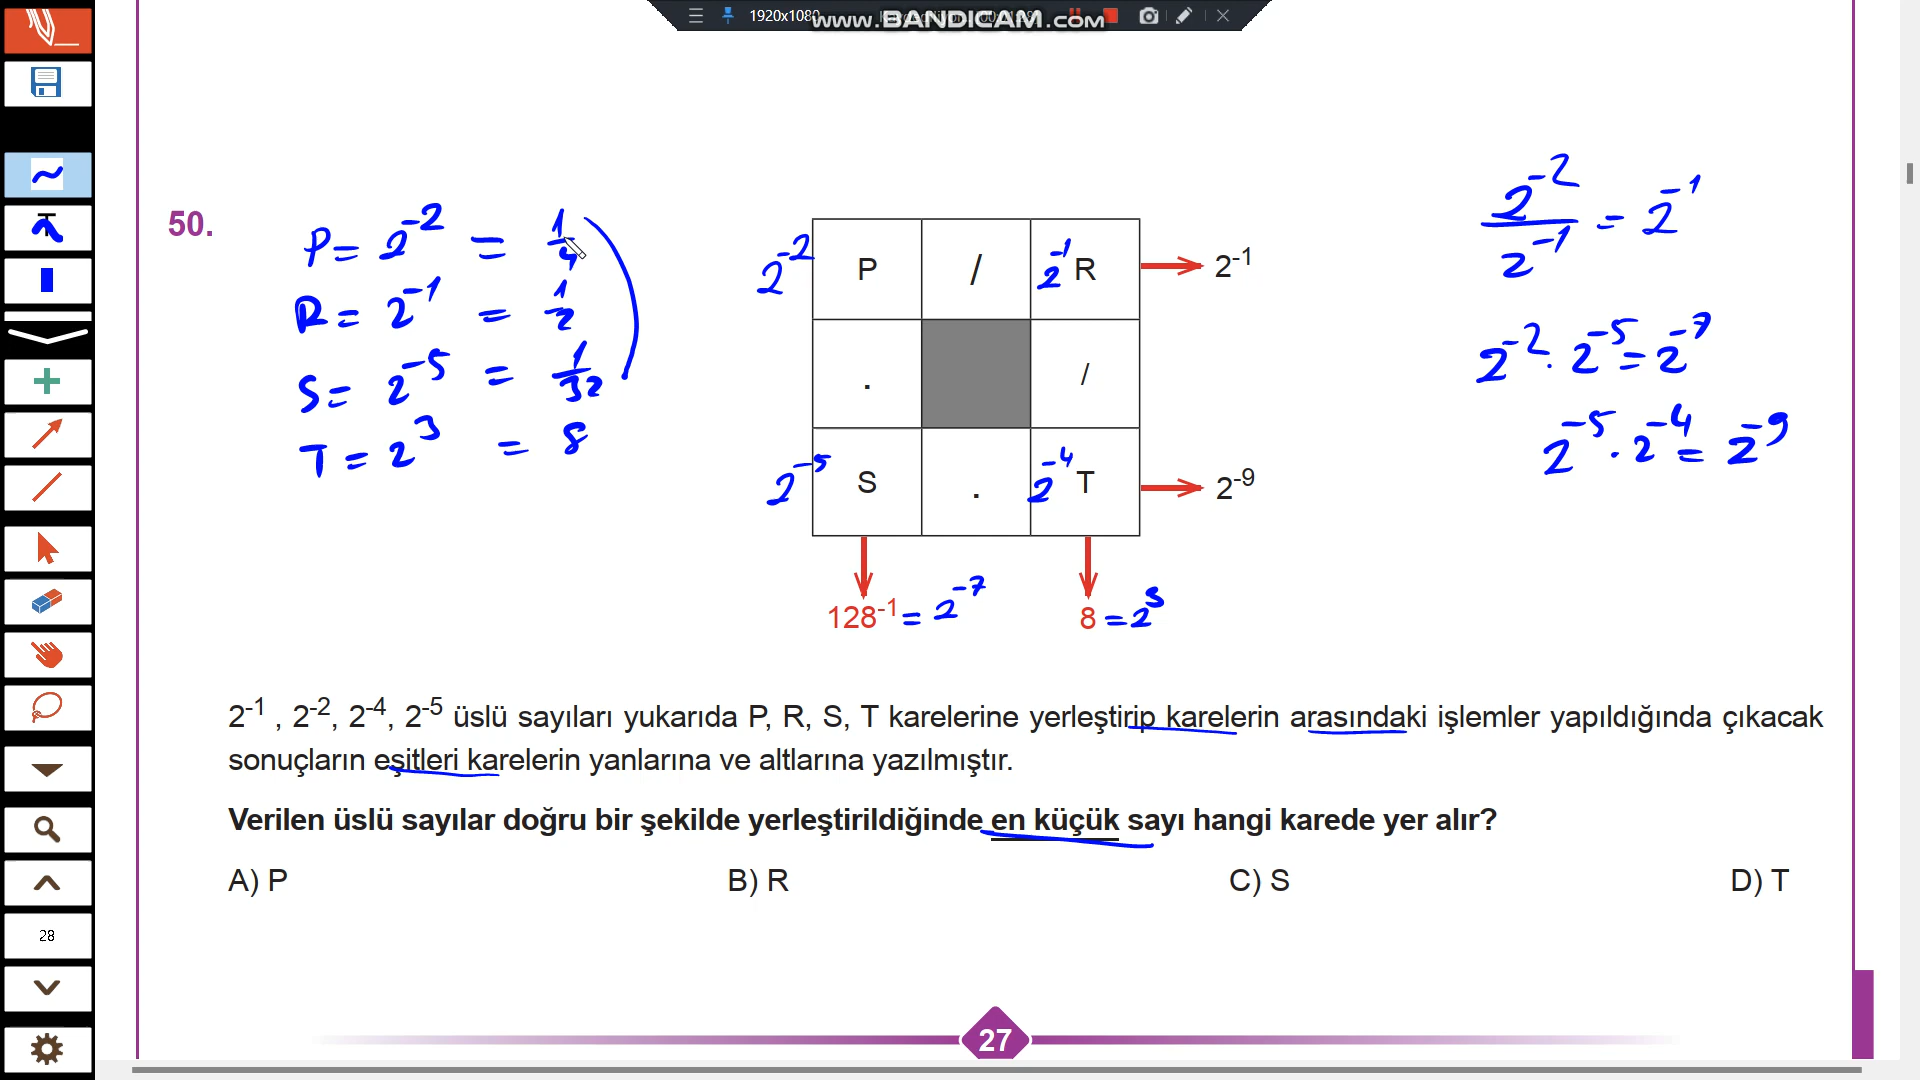 1920x1080
www.BANDICAM.com
50.
P = 2^-2 = 1/4
R = 2^-1 = 1/2
S = 2^-5 = 1/32
T = 2^3 = 8
2^-2 P / 2^-1 R 2^-1
. /
2^-5 S . 2^-4 T 2^-9
128^-1 = 2^-7 8 = 2^3
2^-2 / 2^-1 = 2^-1
2^-2 . 2^-5 = 2^-7
2^-5 . 2^-4 = 2^-9
2^-1 , 2^-2, 2^-4, 2^-5 üslü sayıları yukarıda P, R, S, T karelerine yerleştirip karelerin arasındaki işlemler yapıldığında çıkacak
sonuçların eşitleri karelerin yanlarına ve altlarına yazılmıştır.
Verilen üslü sayılar doğru bir şekilde yerleştirildiğinde en küçük sayı hangi karede yer alır?
A) P B) R C) S D) T
28
27